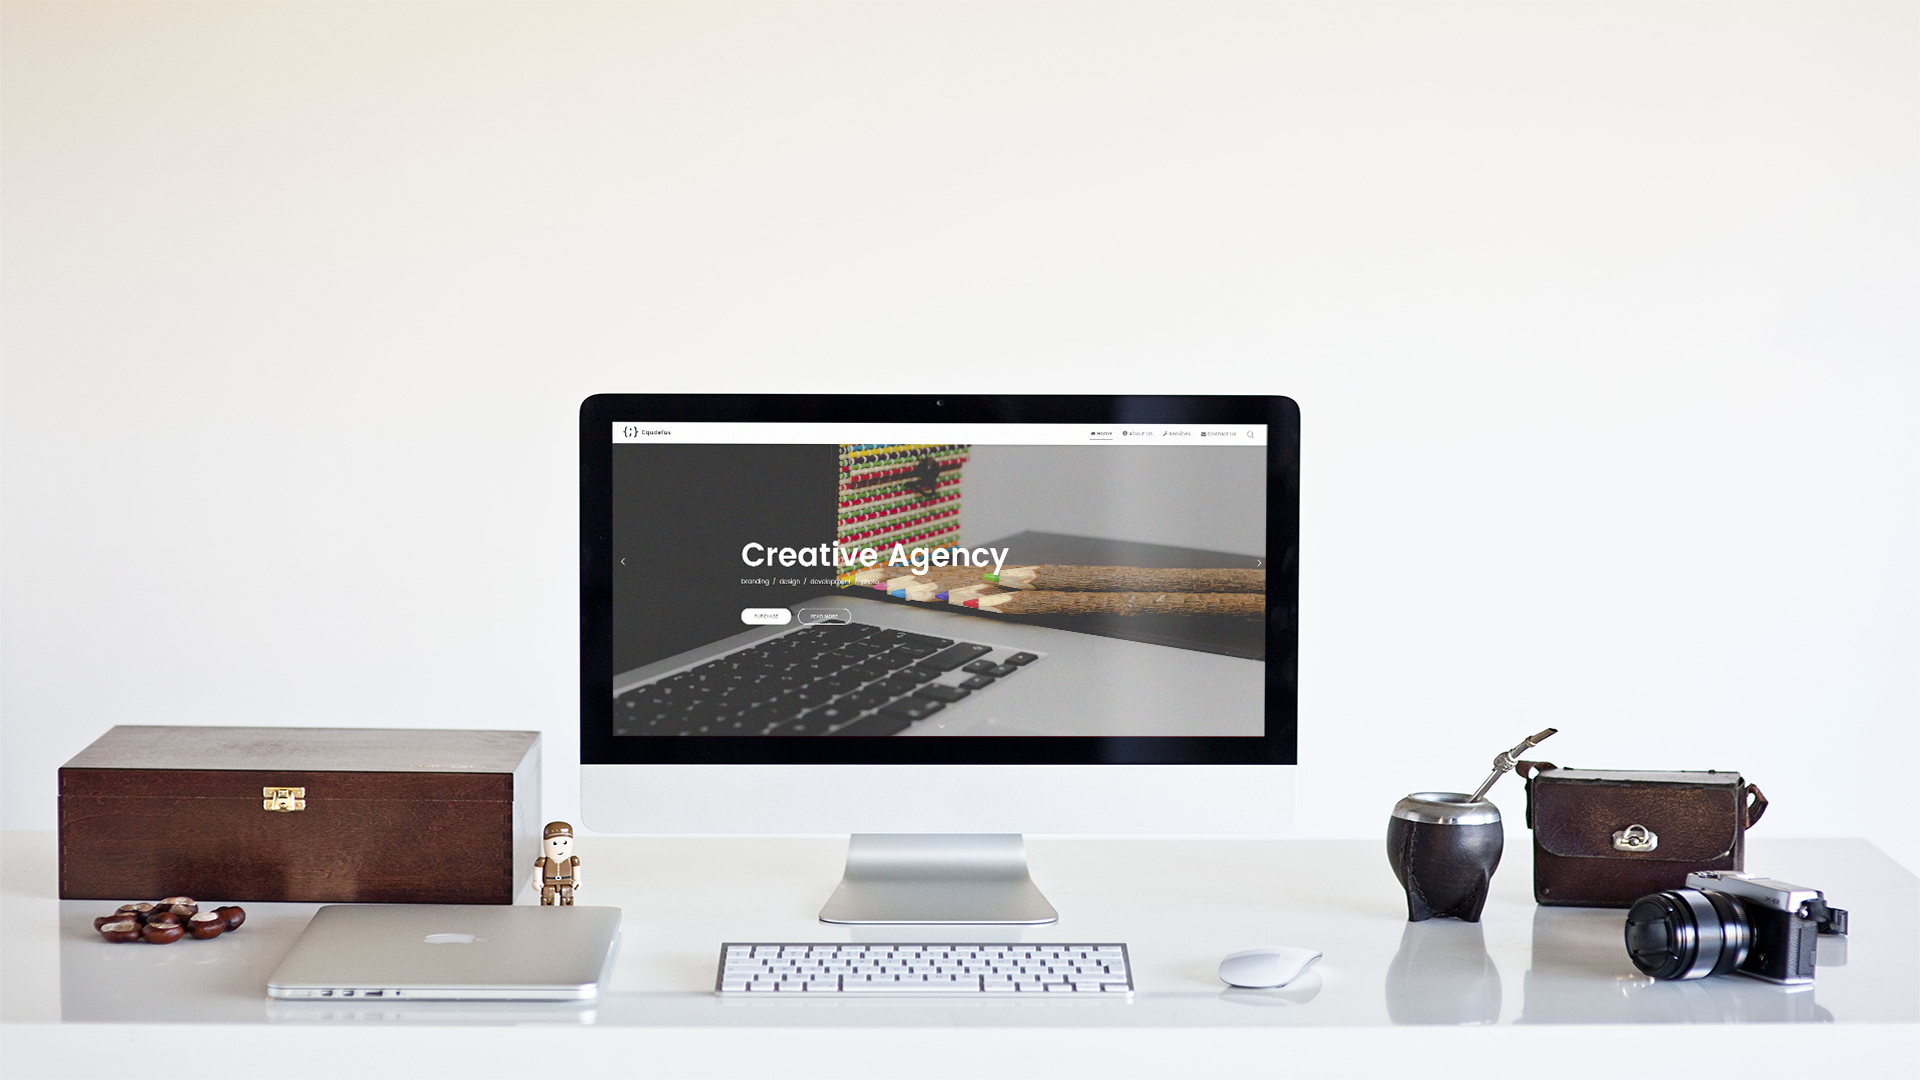 Cqudefus
Home About Us Services Contact Us
Creative Agency
branding / design / development / photo
PURCHASE READ MORE